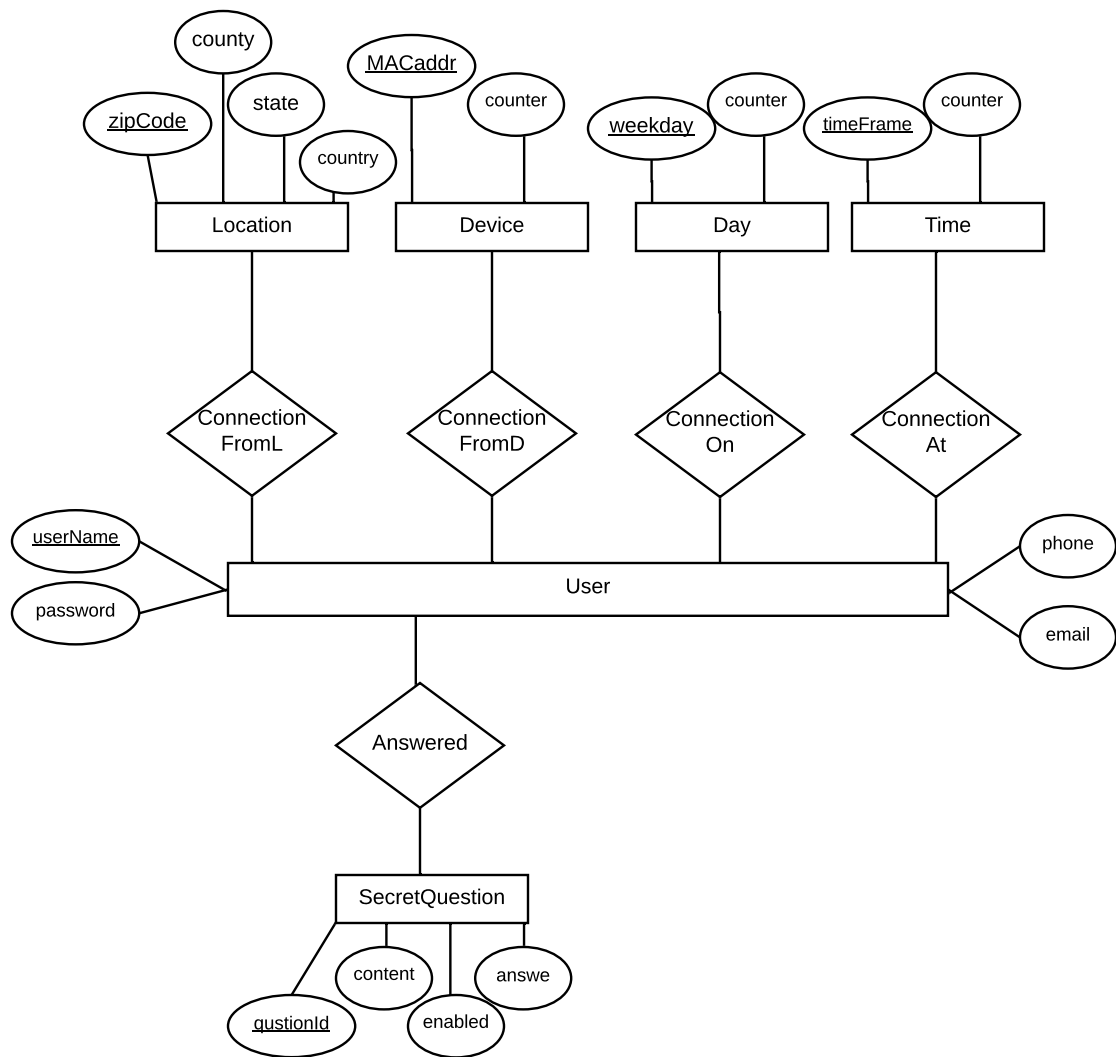 county
MACaddr
zipCode
state
counter
weekday
counter
timeFrame
counter
country
Location
Device
Day
Time
Connection
FromL
Connection
FromD
Connection
On
Connection
At
userName
password
User
phone
email
Answered
SecretQuestion
content
answe
qustionId
enabled